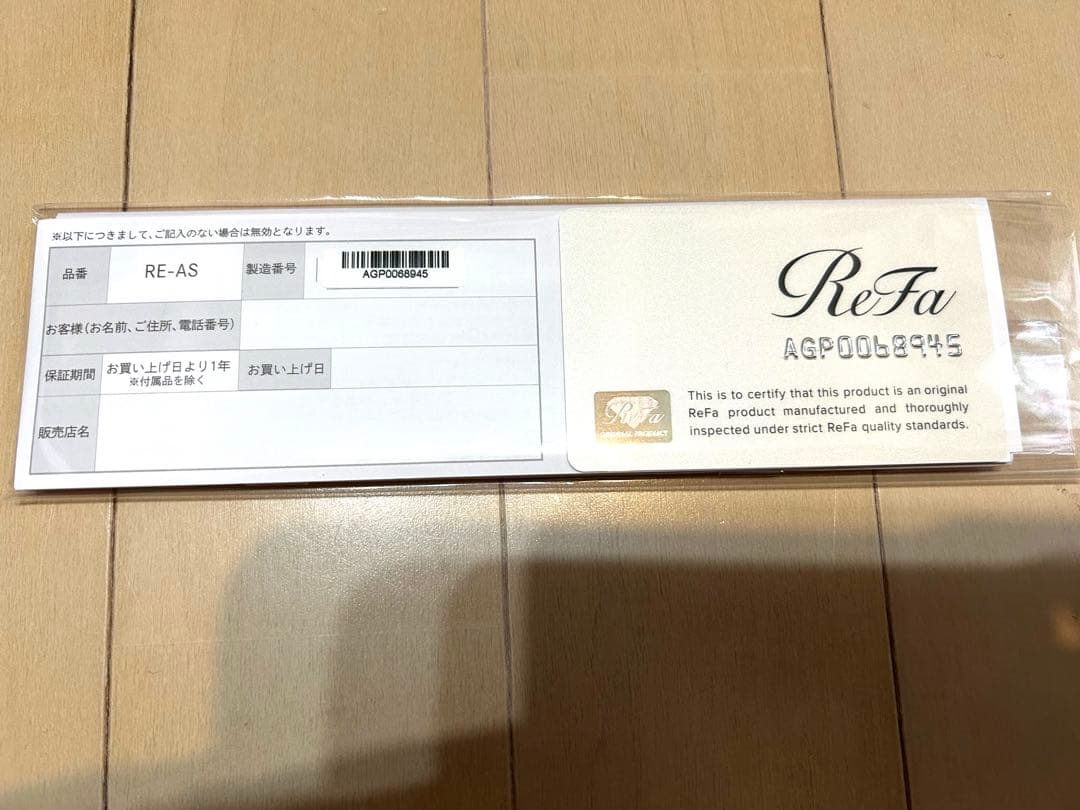 ※以下につきまして、ご記入のない場合は無効となります。
品番
RE-AS
製造番号
AGP0068945
お客様(お名前、ご住所、電話番号)
保証期間
お買い上げ日より1年
※付属品を除く
お買い上げ日
販売店名
ReFa
AGP0068945
This is to certify that this product is an original
ReFa product manufactured and thoroughly
inspected under strict ReFa quality standards.
ReFa
ORIGINAL PRODUCT